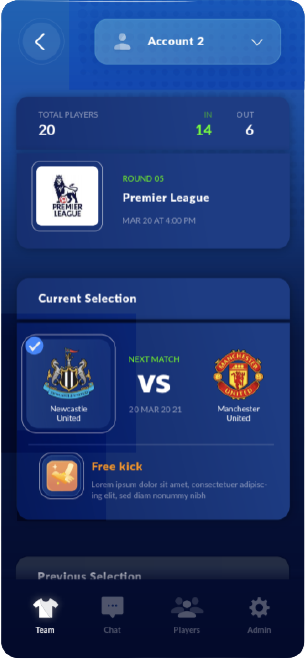 Account 2
TOTAL PLAYERS
IN
OUT
20
14
6
ROUND 05
Premier League
MAR 20 AT 4:00 PM
PREMIER
LEAGUE
Current Selection
NEXT MATCH
VS
20 MAR 20 21
Newcastle
United
MANCHESTER
UNITED
Manchester
United
Free kick
Lorem ipsum dolor sit amet, consectetuer adipisc-
ing elit, sed diam nonummy nibh
Previous Selection
Team
Chat
Players
Admin